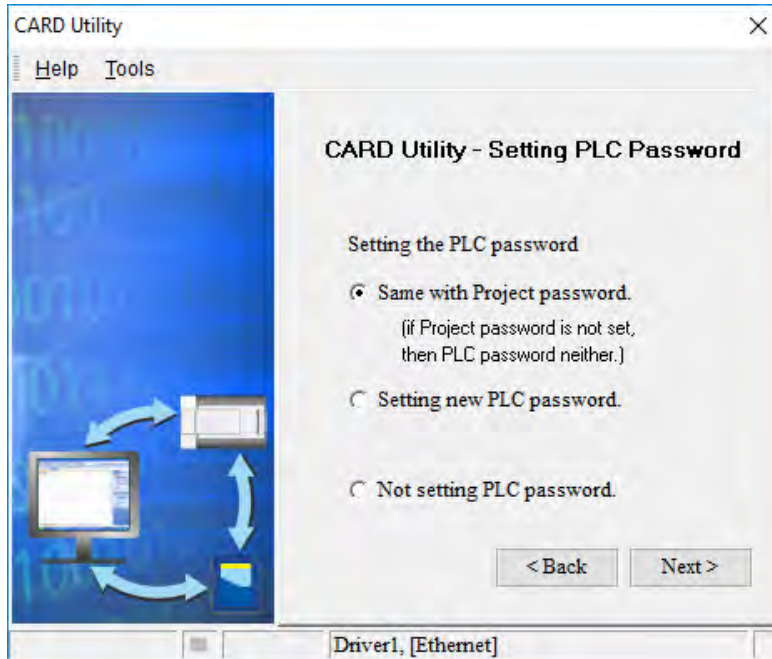 CARD Utility
Help Tools
CARD Utility - Setting PLC Password
Setting the PLC password
Same with Project password.
(if Project password is not set,
then PLC password neither.)
Setting new PLC password.
Not setting PLC password.
< Back Next >
Driver1, [Ethernet]